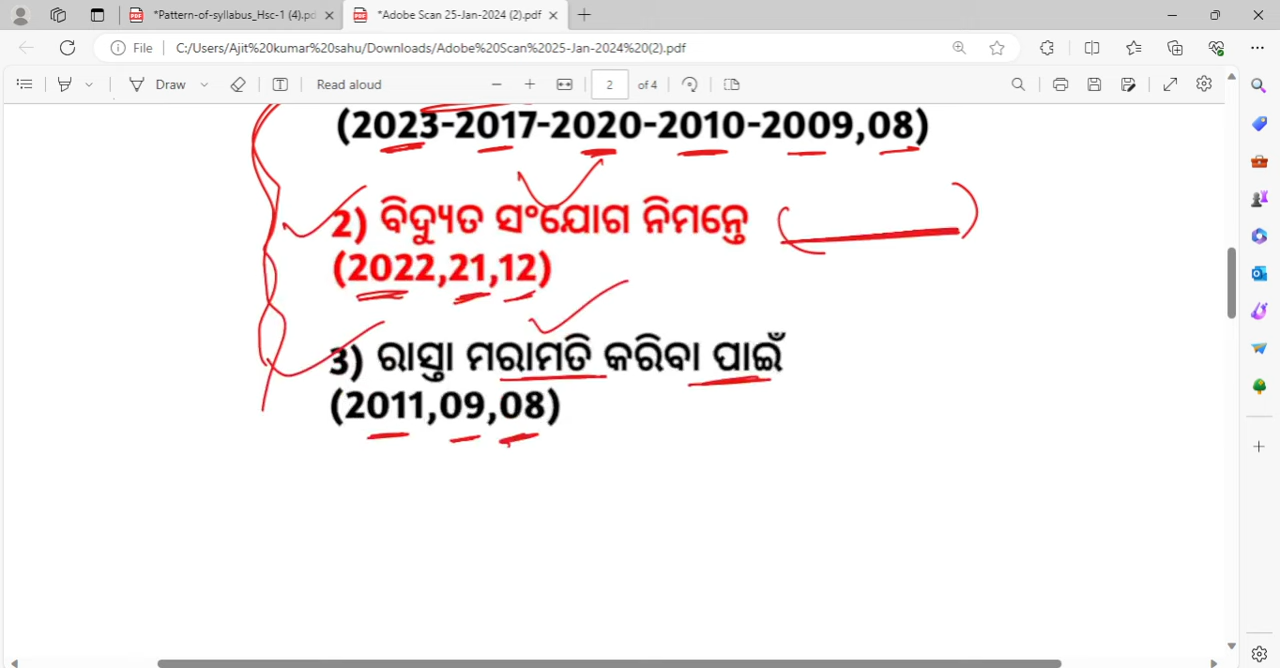 *Pattern-of-syllabus_Hsc-1 (4).pd
*Adobe Scan 25-Jan-2024 (2).pdf
File
C:/Users/Ajit%20kumar%20sahu/Downloads/Adobe%20Scan%2025-Jan-2024%20(2).pdf
Draw
Read aloud
2
of 4
(2023-2017-2020-2010-2009,08)
2) ବିଦ୍ୟୁତ ସଂଯୋଗ ନିମନ୍ତେ
(2022,21,12)
3) ରାସ୍ତା ମରାମତି କରିବା ପାଇଁ
(2011,09,08)